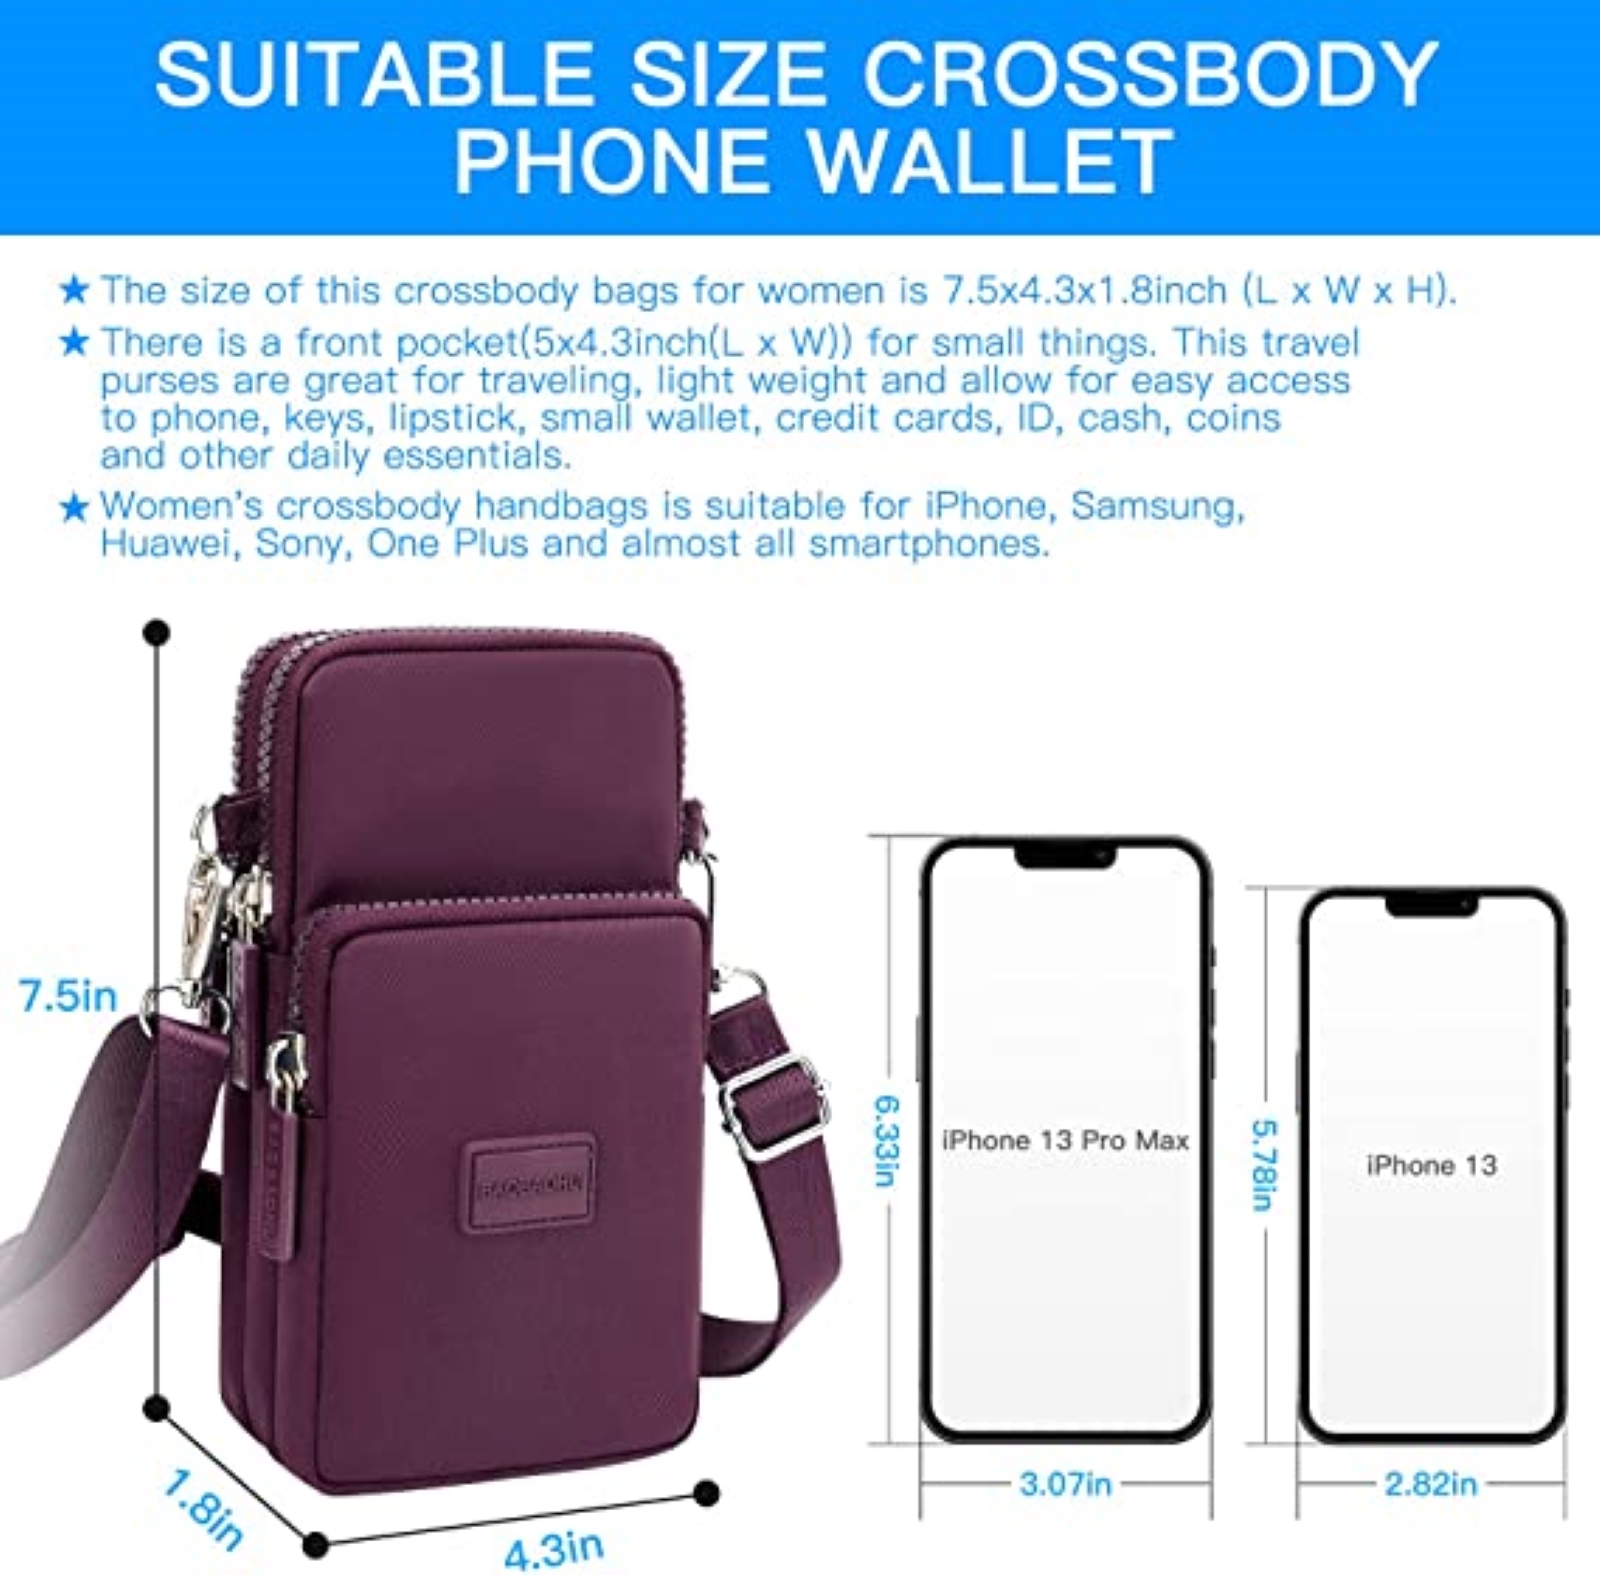 SUITABLE SIZE CROSSBODY
PHONE WALLET
★ The size of this crossbody bags for women is 7.5x4.3x1.8inch (L x W x H).
★ There is a front pocket(5x4.3inch(L x W)) for small things. This travel
purses are great for traveling, light weight and allow for easy access
to phone, keys, lipstick, small wallet, credit cards, ID, cash, coins
and other daily essentials.
★ Women's crossbody handbags is suitable for iPhone, Samsung,
Huawei, Sony, One Plus and almost all smartphones.
7.5in
1.8in
4.3in
6.33in
iPhone 13 Pro Max
3.07in
5.78in
iPhone 13
2.82in